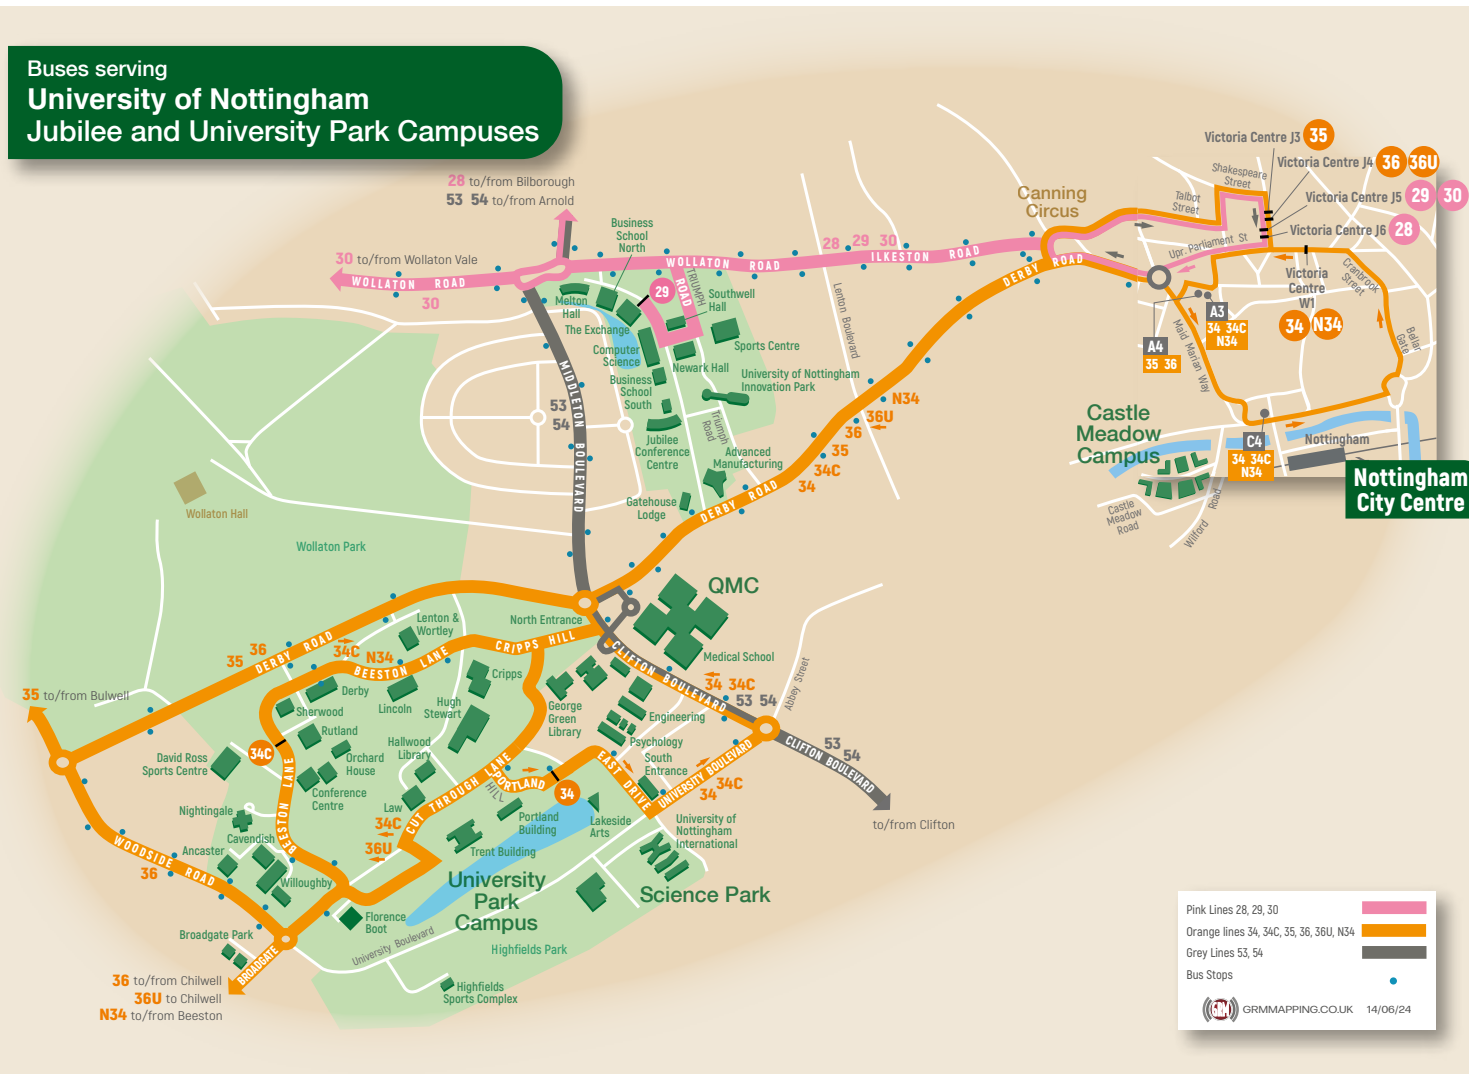 Buses serving
University of Nottingham
Jubilee and University Park Campuses
28 to/from Bilborough
53 54 to/from Arnold
30 to/from Wollaton Vale
WOLLATON ROAD
30
Business
School
North
WOLLATON ROAD
28 29 30
ILKESTON ROAD
Canning
Circus
DERBY ROAD
TRIUMPH
ROAD
29
Melton
Hall
The Exchange
Computer
Science
Business
School
South
Southwell
Hall
Sports Centre
Newark Hall
University of Nottingham
Innovation Park
Triumph
Road
Jubilee
Conference
Centre
Advanced
Manufacturing
Gatehouse
Lodge
Lenton Boulevard
MIDDLETON BOULEVARD
53
54
N34
36U
36
35
34C
34
DERBY ROAD
Victoria Centre J3 35
Victoria Centre J4 36 36U
Victoria Centre J5 29 30
Victoria Centre J6 28
Shakespeare
Street
Talbot
Street
Upr. Parliament St
Victoria
Centre
W1
34 N34
Cranbrook
Street
Bellar
Gate
Maid Marian Way
A3
34 34C
N34
A4
35 36
C4
34 34C
N34
Nottingham
Nottingham
City Centre
Castle
Meadow
Campus
Castle
Meadow
Road
Wilford Road
Wollaton Hall
Wollaton Park
QMC
North Entrance
Medical School
Lenton &
Wortley
CRIPPS HILL
BEESTON LANE
34C N34
35 36
DERBY ROAD
35 to/from Bulwell
Derby
Sherwood
Lincoln
Cripps
Hugh
Stewart
Rutland
Orchard
House
Hallwood
Library
Conference
Centre
34C
BEESTON LANE
David Ross
Sports Centre
Nightingale
Cavendish
Ancaster
Willoughby
WOODSIDE ROAD
36
Law
34C
36U
CUT THROUGH LANE
PORTLAND
HILL
34
Portland
Building
Trent Building
Lakeside
Arts
George
Green
Library
Engineering
Psychology
South
Entrance
EAST DRIVE
UNIVERSITY BOULEVARD
34 34C
CLIFTON BOULEVARD
34 34C
53 54
Abbey Street
CLIFTON BOULEVARD
53
54
to/from Clifton
University of
Nottingham
International
Science Park
University
Park
Campus
Florence
Boot
University Boulevard
Highfields Park
Highfields
Sports Complex
Broadgate Park
BROADGATE
36 to/from Chilwell
36U to Chilwell
N34 to/from Beeston
Pink Lines 28, 29, 30
Orange lines 34, 34C, 35, 36, 36U, N34
Grey Lines 53, 54
Bus Stops
GRM GRMMAPPING.CO.UK 14/06/24